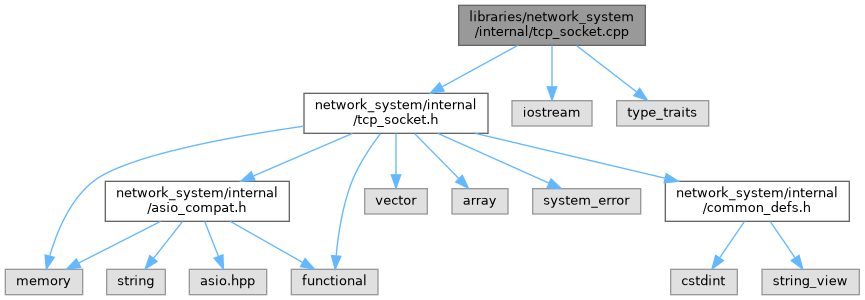 libraries/network_system
/internal/tcp_socket.cpp
network_system/internal
/tcp_socket.h
iostream
type_traits
network_system/internal
/asio_compat.h
vector
array
system_error
network_system/internal
/common_defs.h
memory
string
asio.hpp
functional
cstdint
string_view